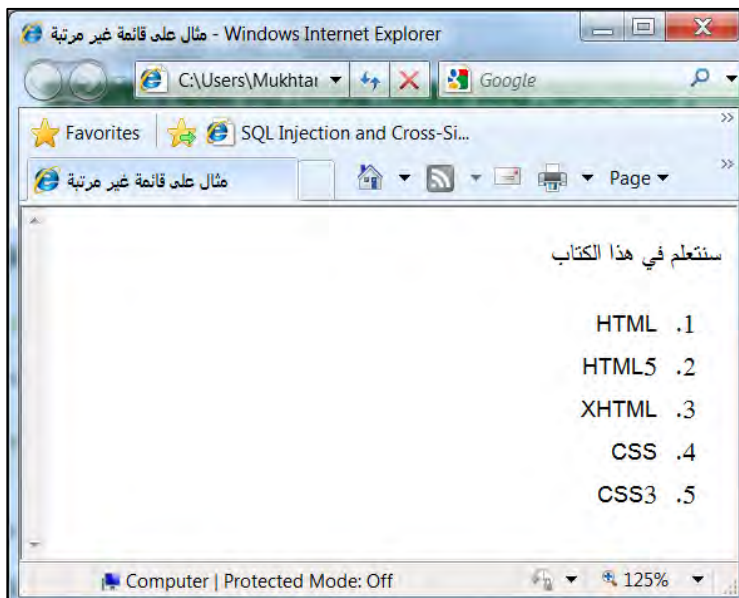 مثال على قائمة غير مرتبة - Windows Internet Explorer
C:\Users\Mukhtar Google
Favorites SQL Injection and Cross-Si...
مثال على قائمة غير مرتبة Page
سنتعلم في هذا الكتاب
1. HTML
2. HTML5
3. XHTML
4. CSS
5. CSS3
Computer | Protected Mode: Off 125%